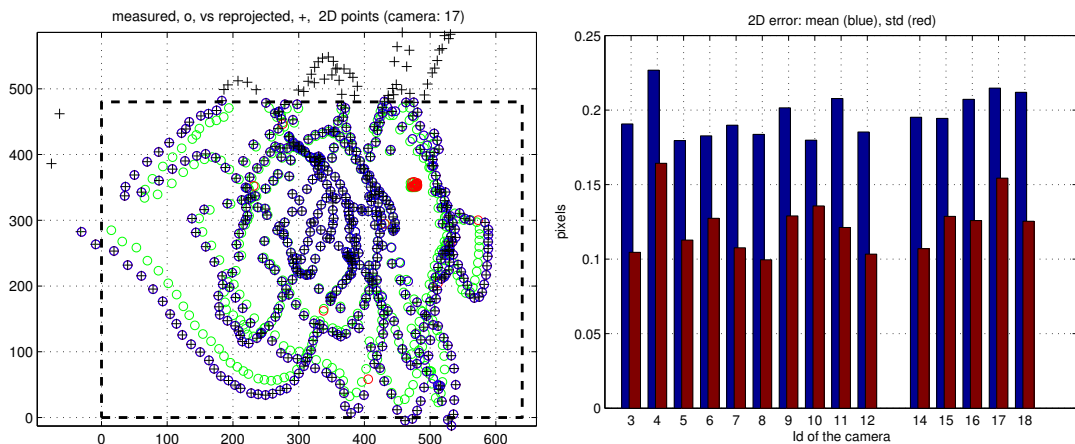 measured, o, vs reprojected, +,  2D points (camera: 17)
500
400
300
200
100
0
0 100 200 300 400 500 600
2D error: mean (blue), std (red)
0.25
0.2
0.15
0.1
0.05
0
pixels
3 4 5 6 7 8 9 10 11 12 14 15 16 17 18
Id of the camera